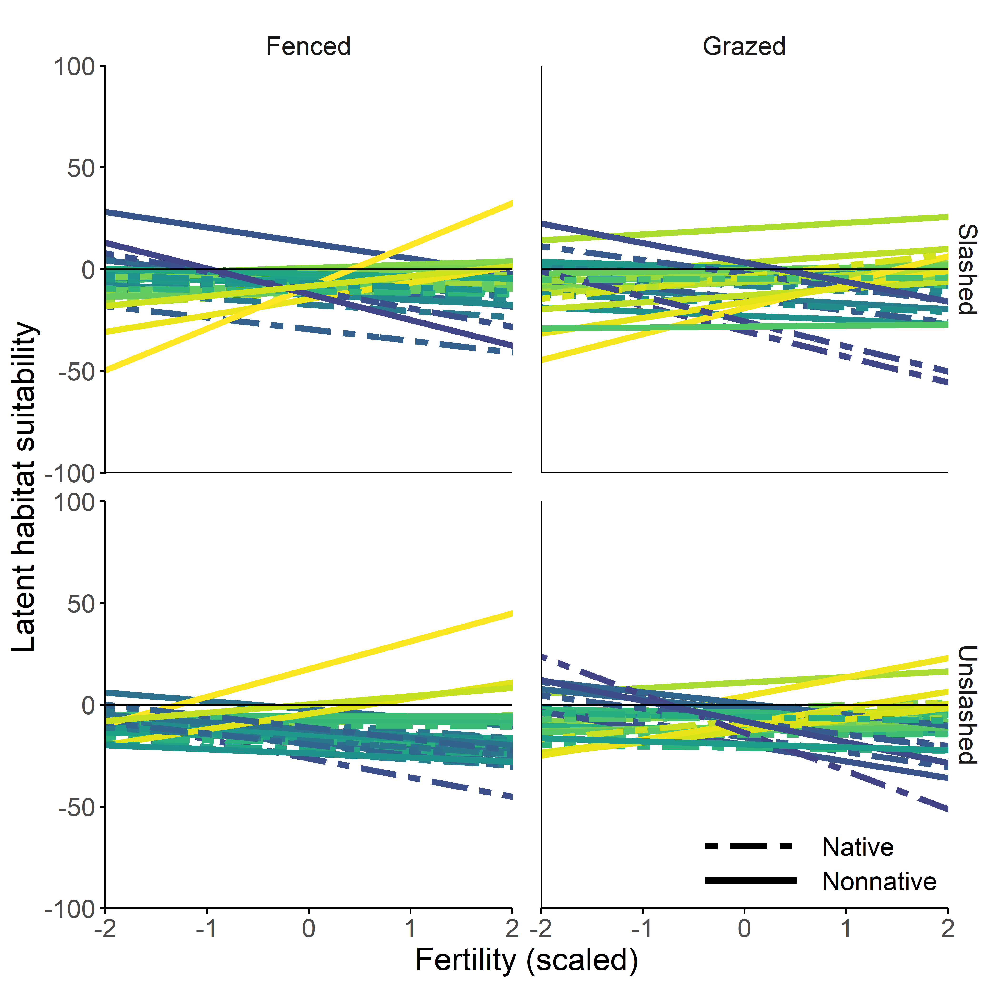 Fenced
Grazed
100
50
0
-50
-100
Slashed
Latent habitat suitability
100
50
0
-50
-100
Unslashed
Native
Nonnative
-2
-1
0
1
2
-2
-1
0
1
2
Fertility (scaled)